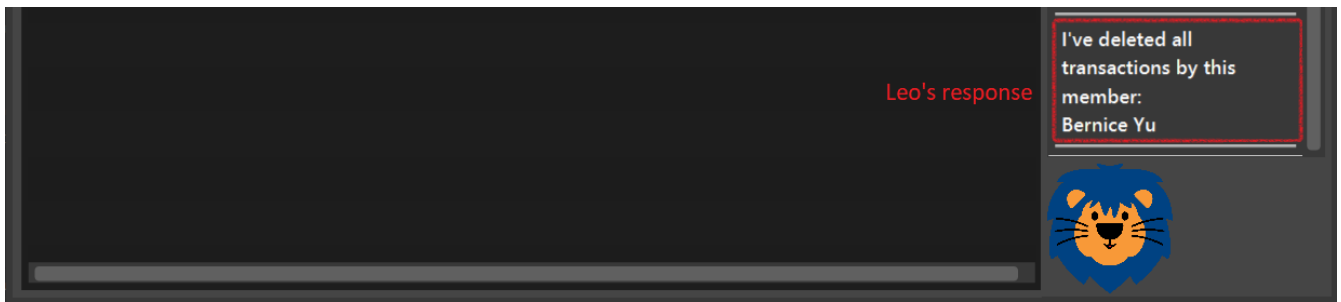 Leo's response
I've deleted all
transactions by this
member:
Bernice Yu